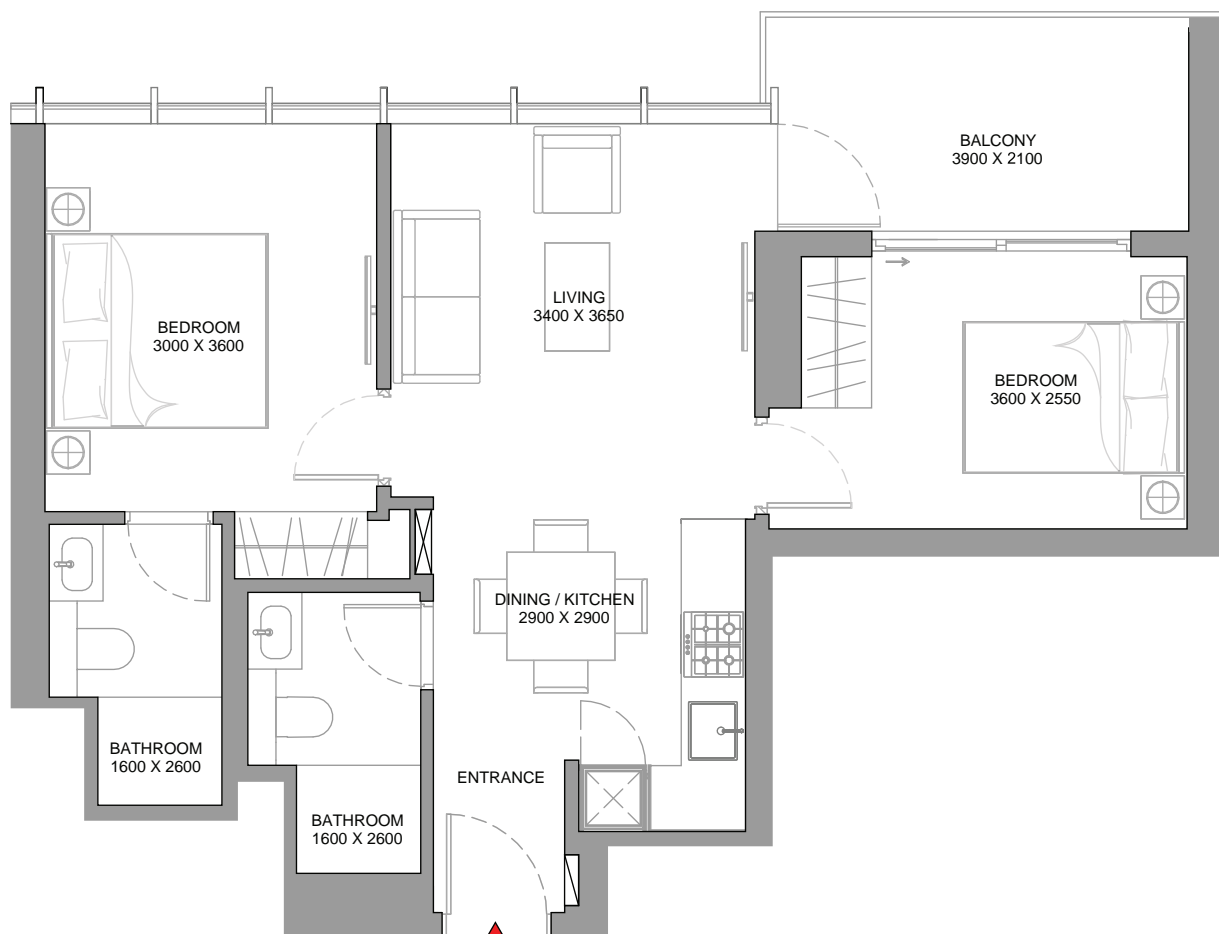 BALCONY
3900 X 2100
LIVING
3400 X 3650
BEDROOM
3000 X 3600
BEDROOM
3600 X 2550
DINING / KITCHEN
2900 X 2900
BATHROOM
1600 X 2600
ENTRANCE
BATHROOM
1600 X 2600